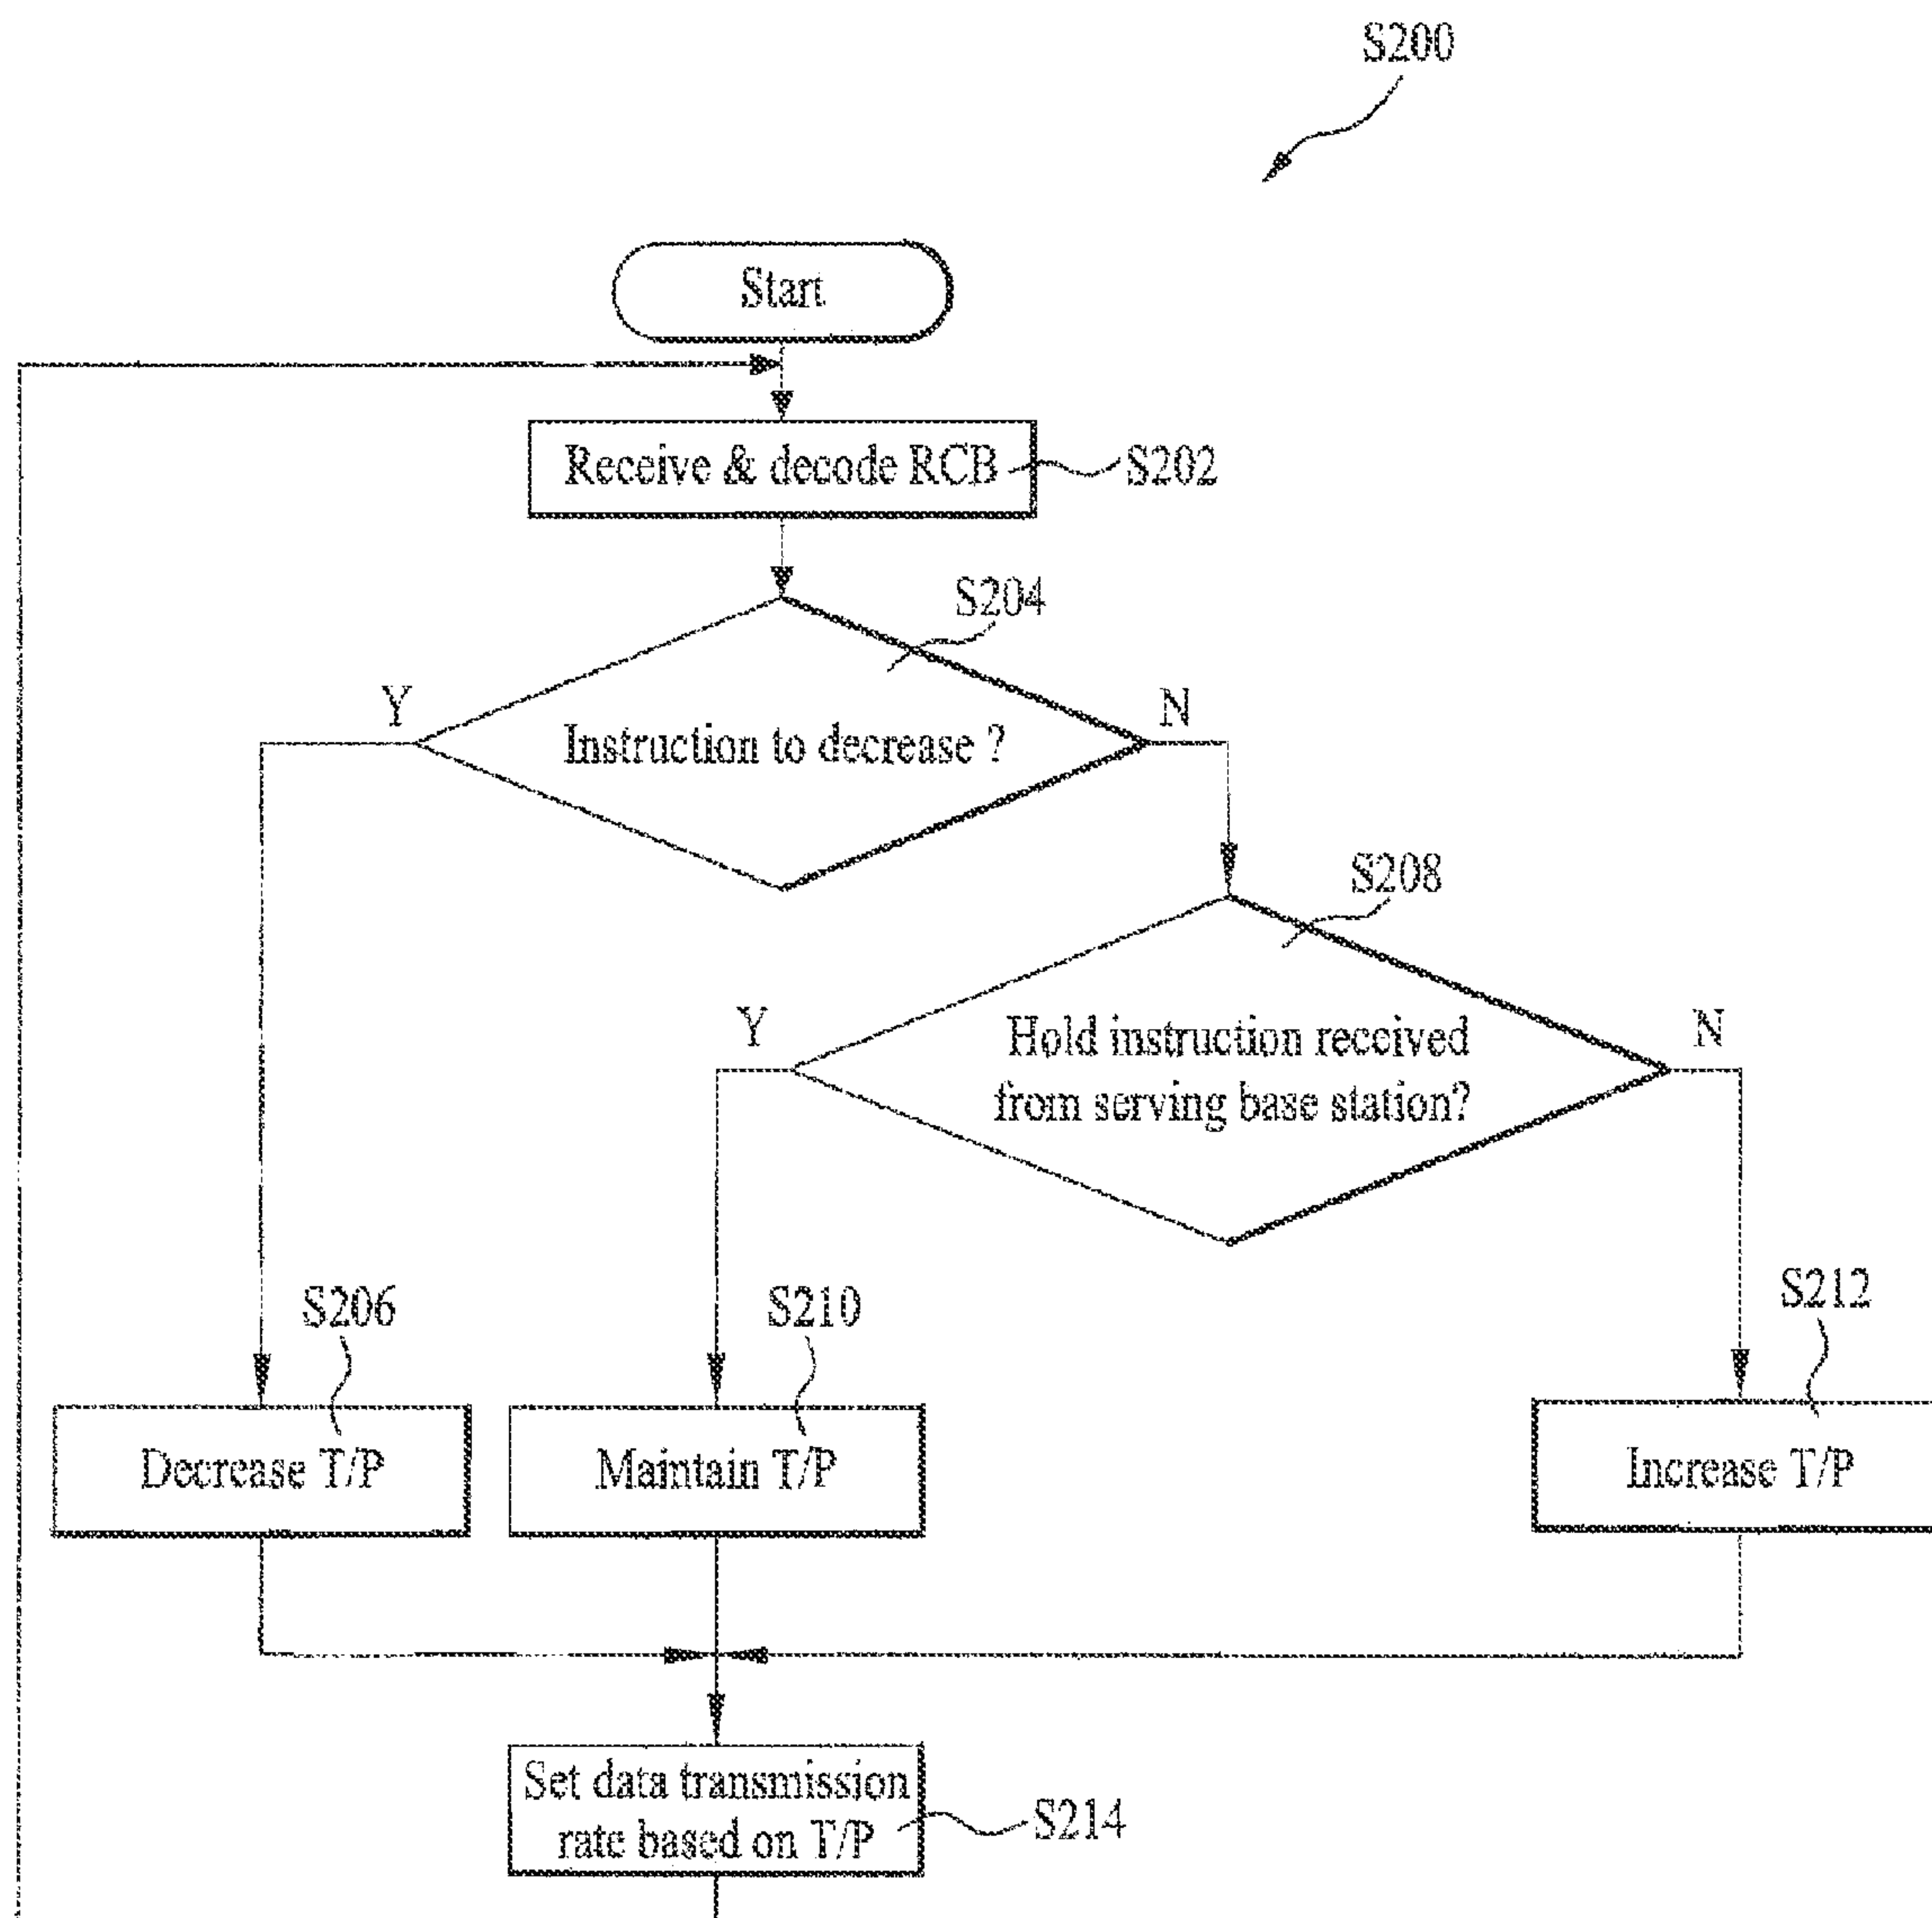 S200
Start
Receive & decode RCB
S202
S204
Y
N
Instruction to decrease ?
S208
Y
N
Hold instruction received
from serving base station?
S206
S210
S212
Decrease T/P
Maintain T/P
Increase T/P
Set data transmission
rate based on T/P
S214